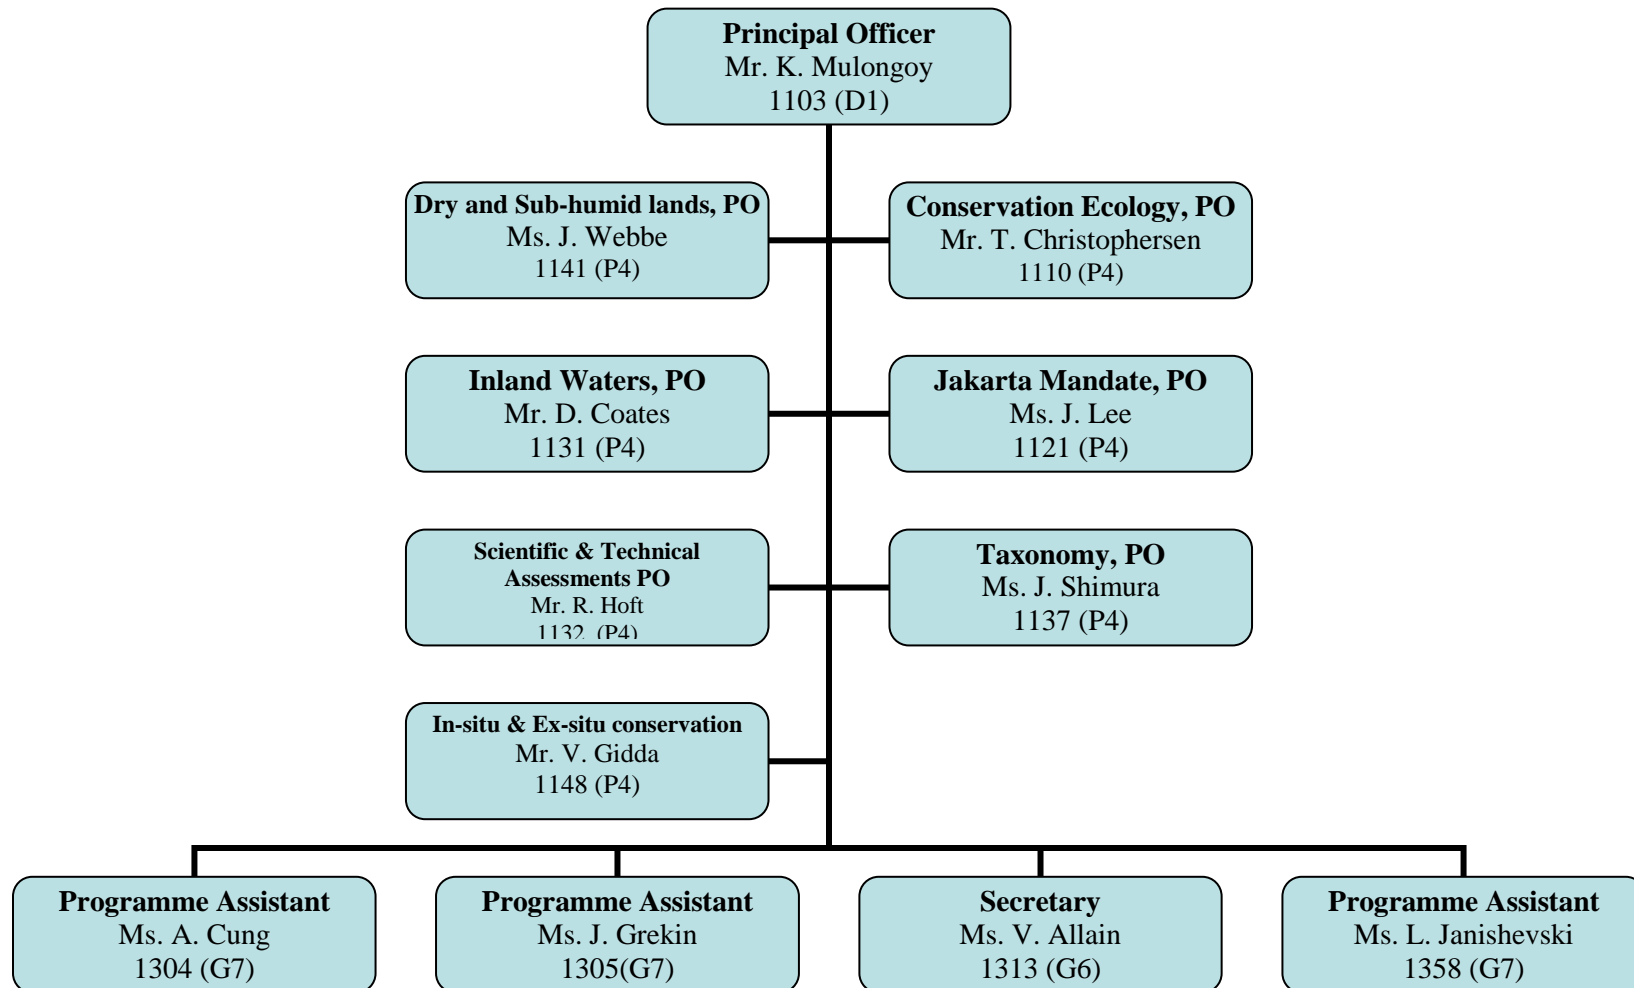 Principal Officer
Mr. K. Mulongoy
1103 (D1)
Dry and Sub-humid lands, PO
Ms. J. Webbe
1141 (P4)
Conservation Ecology, PO
Mr. T. Christophersen
1110 (P4)
Inland Waters, PO
Mr. D. Coates
1131 (P4)
Jakarta Mandate, PO
Ms. J. Lee
1121 (P4)
Scientific & Technical
Assessments PO
Mr. R. Hoft
1132 (P4)
Taxonomy, PO
Ms. J. Shimura
1137 (P4)
In-situ & Ex-situ conservation
Mr. V. Gidda
1148 (P4)
Programme Assistant
Ms. A. Cung
1304 (G7)
Programme Assistant
Ms. J. Grekin
1305(G7)
Secretary
Ms. V. Allain
1313 (G6)
Programme Assistant
Ms. L. Janishevski
1358 (G7)